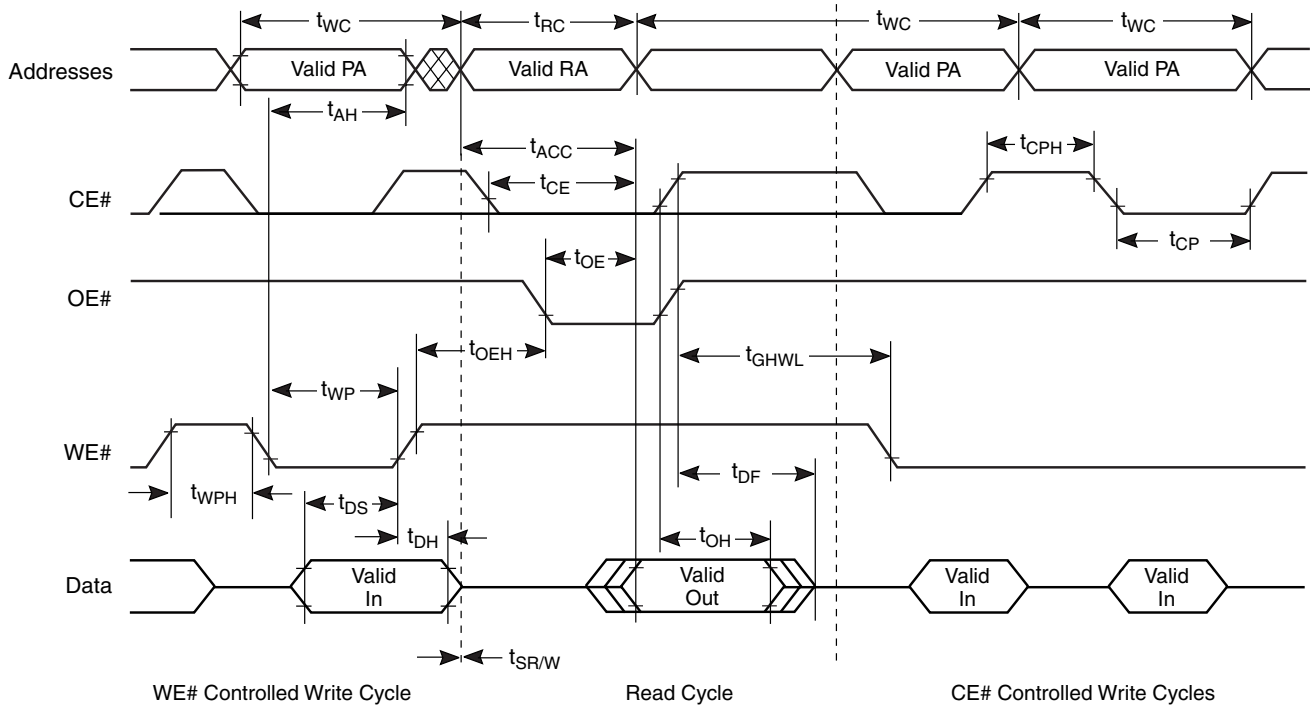 tWC tRC tWC tWC
Addresses Valid PA Valid RA Valid PA Valid PA
tAH
tACC tCPH
CE# tCE
tCP
tOE
OE#
tOEH tGHWL
tWP
WE#
tWPH tDS tDF
tDH tOH
Data Valid In Valid Out Valid In Valid In
tSR/W
WE# Controlled Write Cycle Read Cycle CE# Controlled Write Cycles